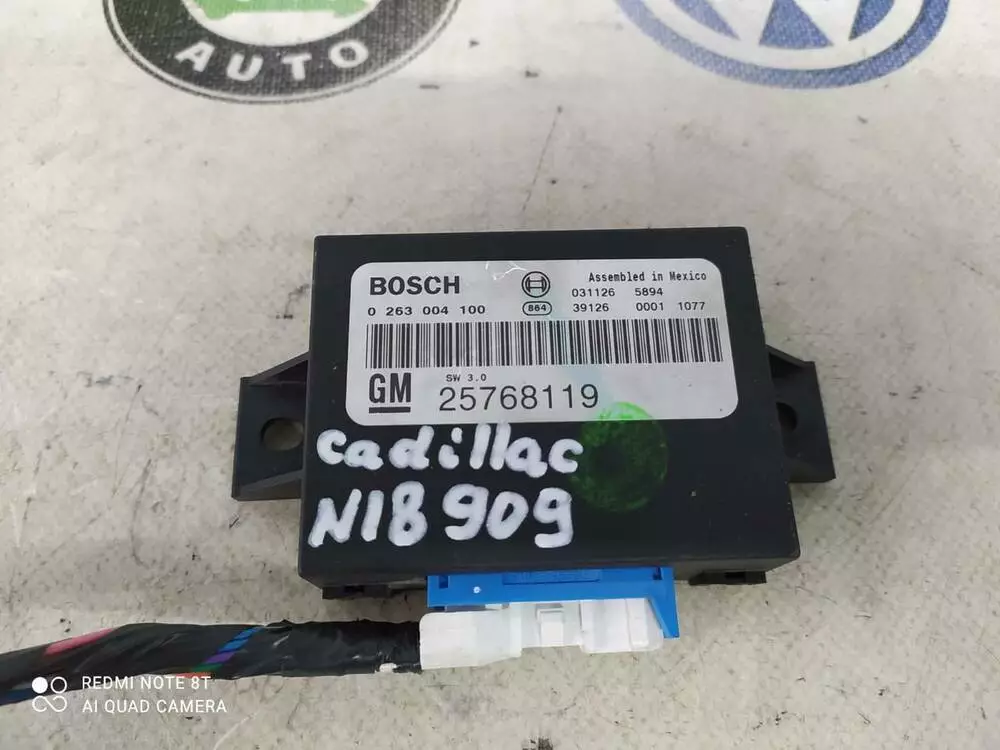 AUTO
BOSCH
0 263 004 100
Assembled in Mexico
031126 5894
864 39126 0001 1077
SW 3.0
GM 25768119
Cadillac
N18909
REDMI NOTE 8T
AI QUAD CAMERA